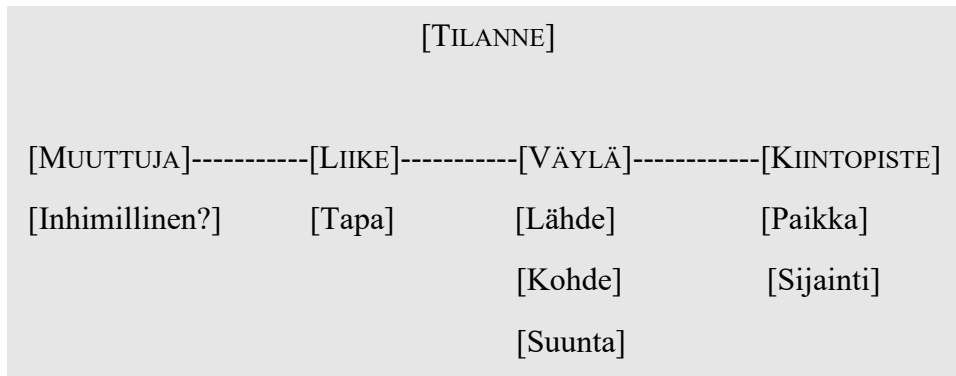 [TILANNE]
[MUUTTUJA]-----------[LIIKE]-----------[VÄYLÄ]------------[KIINTOPISTE]
[Inhimillinen?] [Tapa] [Lähde] [Paikka]
[Kohde] [Sijainti]
[Suunta]